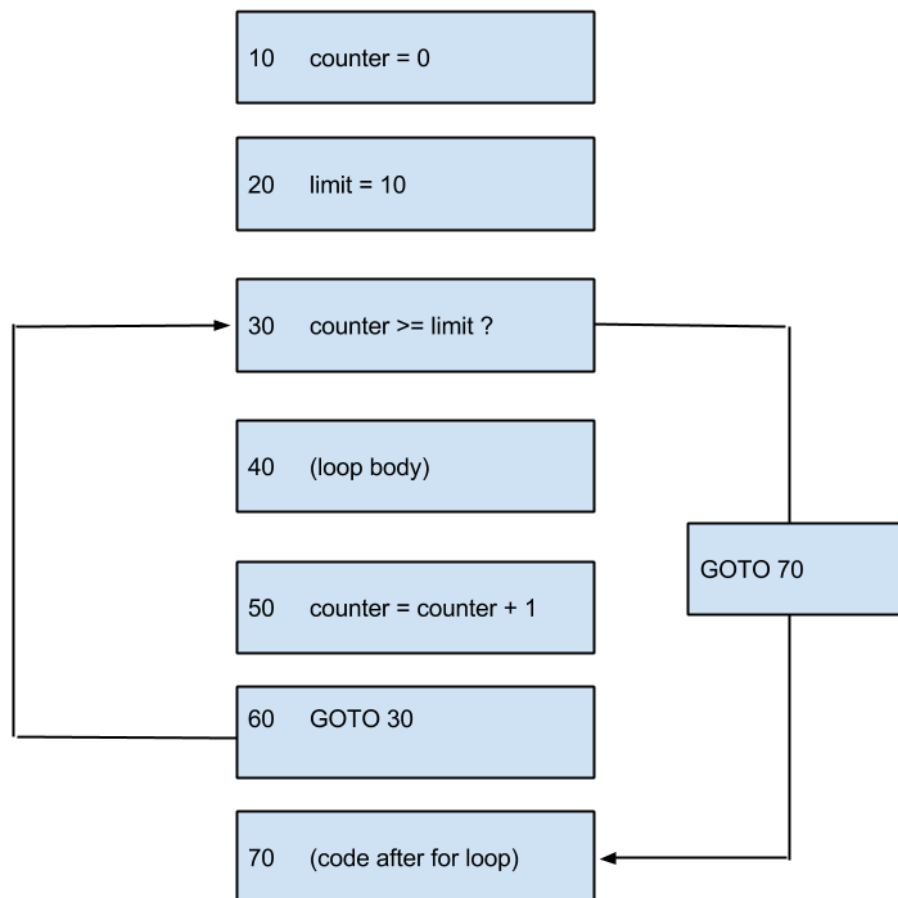 10 counter = 0
20 limit = 10
30 counter >= limit ?
40 (loop body)
GOTO 70
50 counter = counter + 1
60 GOTO 30
70 (code after for loop)